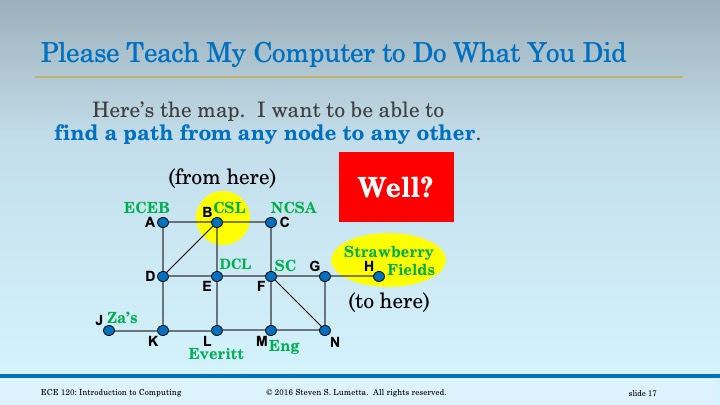 Please Teach My Computer to Do What You Did
Here's the map.  I want to be able to
find a path from any node to any other.
(from here)
Well?
ECEB
B CSL
NCSA
A
C
Strawberry
Fields
DCL
SC
G
H
D
E
F
(to here)
J Za's
K
L
M Eng
N
Everitt
ECE 120: Introduction to Computing
© 2016 Steven S. Lumetta.  All rights reserved.
slide 17